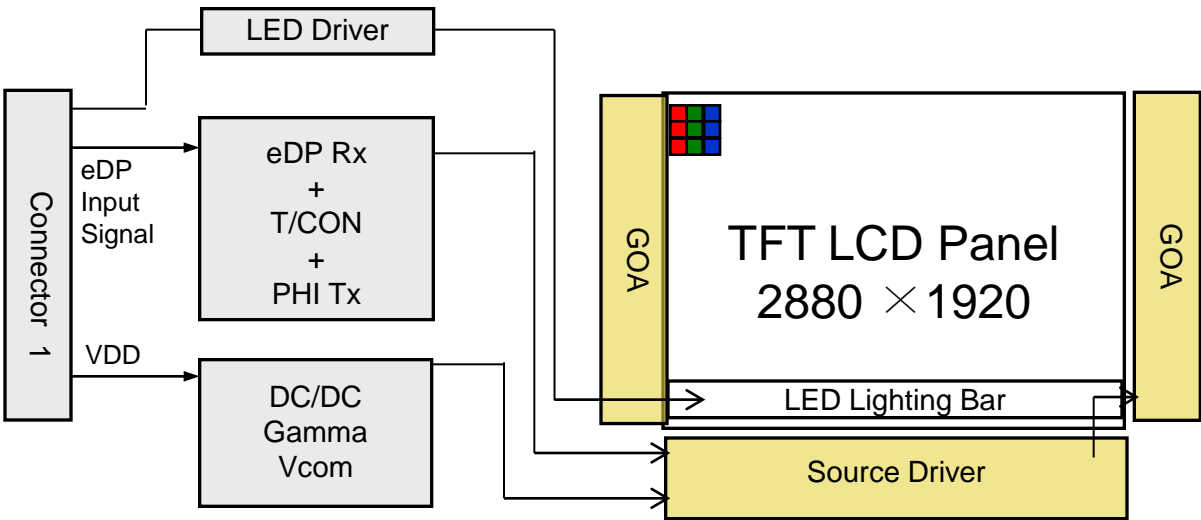 LED Driver
Connector 1
eDP
Input
Signal
eDP Rx
+
T/CON
+
PHI Tx
VDD
DC/DC
Gamma
Vcom
GOA
TFT LCD Panel
2880 ×1920
LED Lighting Bar
Source Driver
GOA